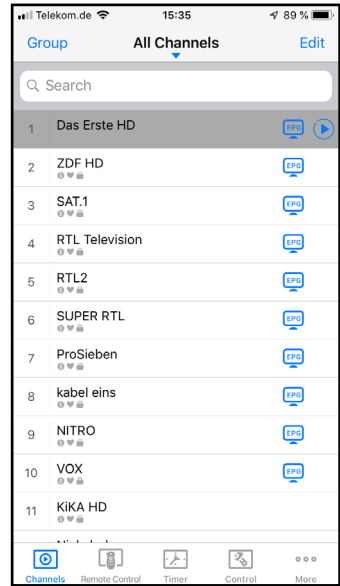 Telekom.de 15:35 89 %
Group All Channels Edit
Search
1 Das Erste HD EPG
2 ZDF HD EPG
3 SAT.1 EPG
4 RTL Television EPG
5 RTL2 EPG
6 SUPER RTL EPG
7 ProSieben EPG
8 kabel eins EPG
9 NITRO EPG
10 VOX EPG
11 KiKA HD
Channels Remote Control Timer Control More